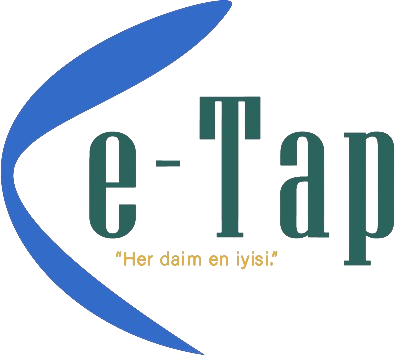 e-Tap
"Her daim en iyisi."